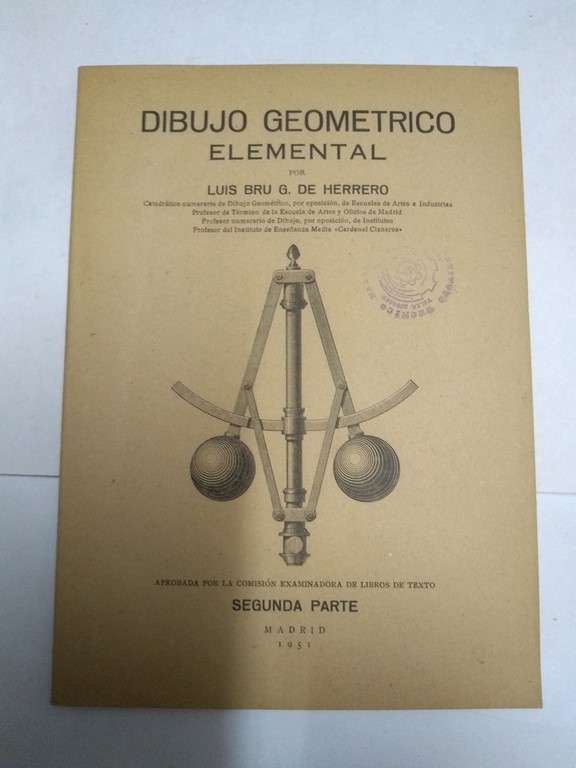 DIBUJO GEOMETRICO
ELEMENTAL
POR
LUIS BRU G. DE HERRERO
Catedrático numerario de Dibujo Geométrico, por oposición, de Escuelas de Artes e Industrias
Profesor de Término de la Escuela de Artes y Oficios de Madrid
Profesor numerario de Dibujo, por oposición, de Institutos
Profesor del Instituto de Enseñanza Media «Cardenal Cisneros»
TECNICO
APROBADA POR LA COMISIÓN EXAMINADORA DE LIBROS DE TEXTO
SEGUNDA PARTE
MADRID
1951